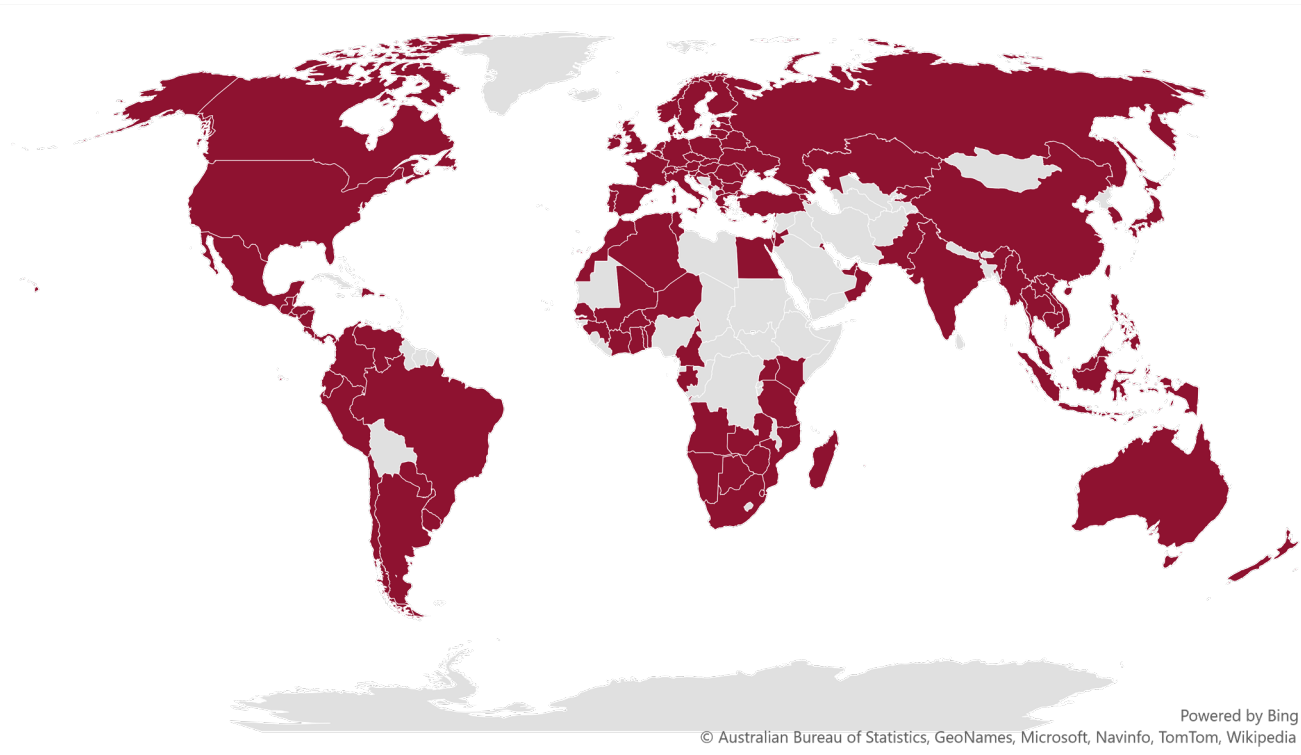 Powered by Bing
© Australian Bureau of Statistics, GeoNames, Microsoft, Navinfo, TomTom, Wikipedia